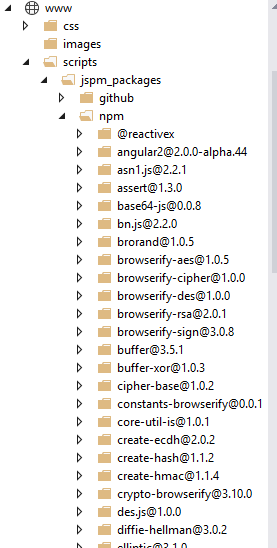 www
css
images
scripts
jspm_packages
github
npm
@reactivex
angular2@2.0.0-alpha.44
asn1.js@2.2.1
assert@1.3.0
base64-js@0.0.8
bn.js@2.2.0
brorand@1.0.5
browserify-aes@1.0.5
browserify-cipher@1.0.0
browserify-des@1.0.0
browserify-rsa@2.0.1
browserify-sign@3.0.8
buffer@3.5.1
buffer-xor@1.0.3
cipher-base@1.0.2
constants-browserify@0.0.1
core-util-is@1.0.1
create-ecdh@2.0.2
create-hash@1.1.2
create-hmac@1.1.4
crypto-browserify@3.10.0
des.js@1.0.0
diffie-hellman@3.0.2
elliptic@3.1.0